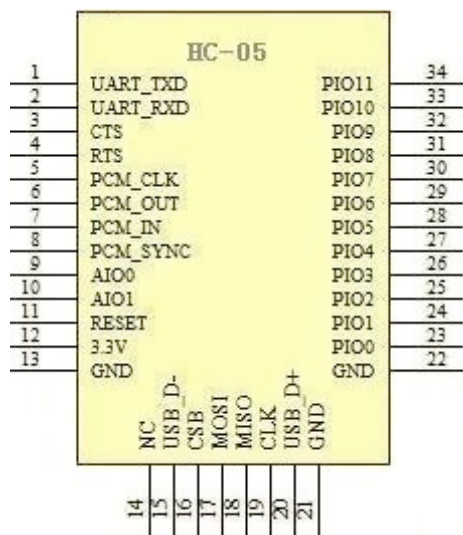 HC-05
1 UART_TXD PIO11 34
2 UART_RXD PIO10 33
3 CTS PIO9 32
4 RTS PIO8 31
5 PCM_CLK PIO7 30
6 PCM_OUT PIO6 29
7 PCM_IN PIO5 28
8 PCM_SYNC PIO4 27
9 AIO0 PIO3 26
10 AIO1 PIO2 25
11 RESET PIO1 24
12 3.3V PIO0 23
13 GND GND 22
NC
USB_D-
CSB
MOSI
MISO
CLK
USB_D+
GND
14
15
16
17
18
19
20
21